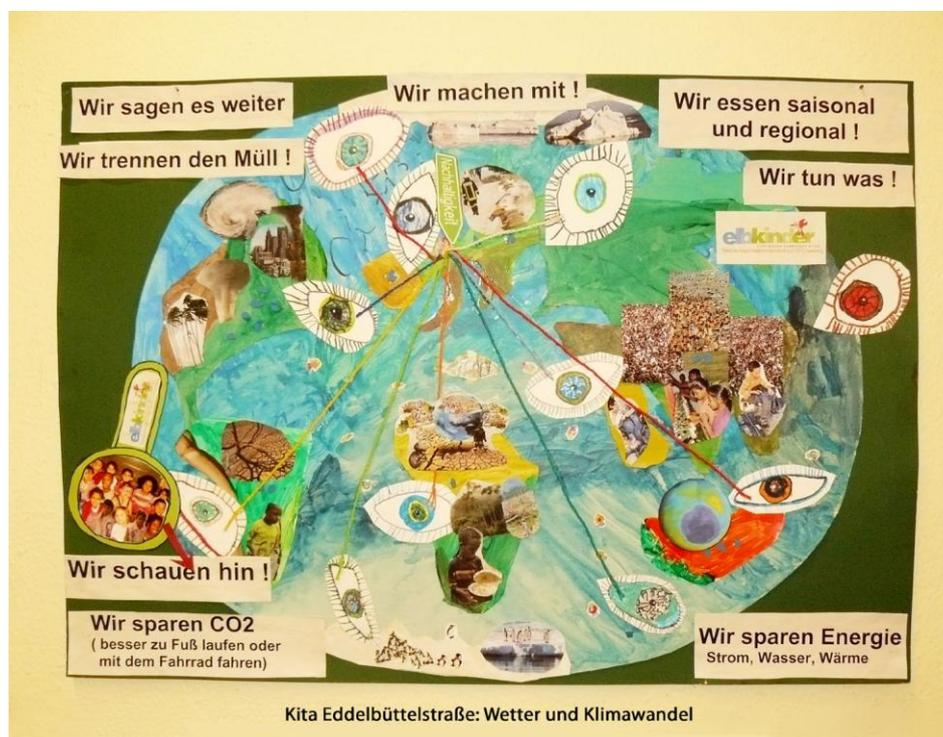 Wir sagen es weiter
Wir machen mit !
Wir essen saisonal
und regional !
Wir trennen den Müll !
Wir tun was !
Nachhaltigkeit
elbkinder
elbkinder
Wir schauen hin !
Wir sparen CO2
( besser zu Fuß laufen oder
mit dem Fahrrad fahren)
Wir sparen Energie
Strom, Wasser, Wärme
Kita Eddelbüttelstraße: Wetter und Klimawandel